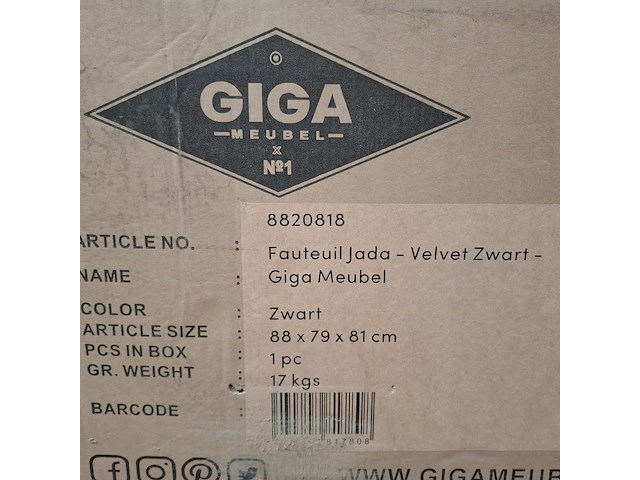 GIGA
MEUBEL
x
Nº1
8820818
ARTICLE NO. :
Fauteuil Jada - Velvet Zwart -
NAME :
Giga Meubel
COLOR : Zwart
ARTICLE SIZE : 88 x 79 x 81 cm
PCS IN BOX : 1 pc
GR. WEIGHT : 17 kgs
BARCODE :
WWW.GIGAMEUB